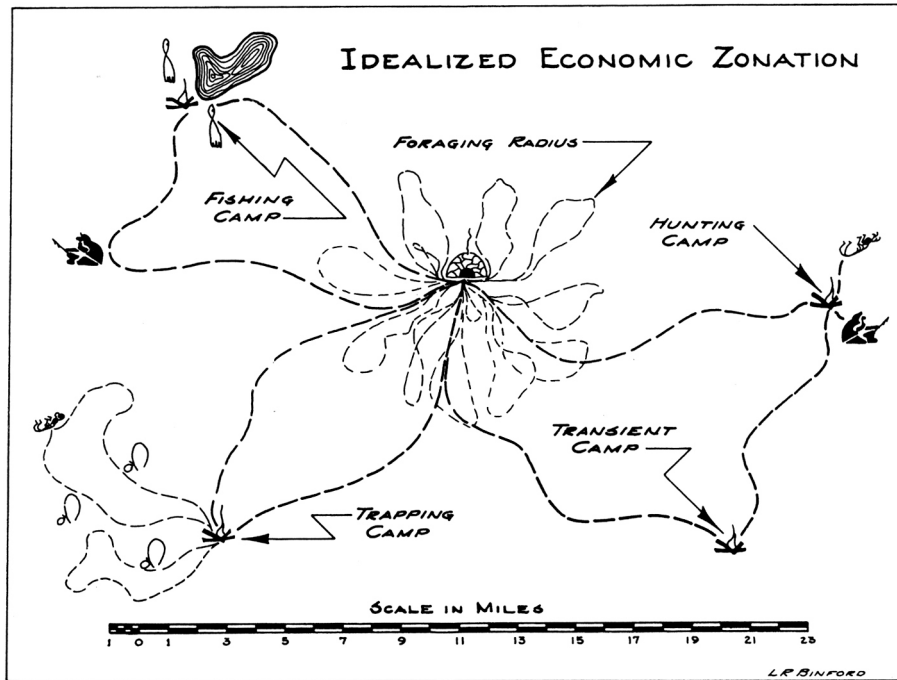 IDEALIZED ECONOMIC ZONATION
FORAGING RADIUS
FISHING
CAMP
HUNTING
CAMP
TRANSIENT
CAMP
TRAPPING
CAMP
SCALE IN MILES
1 0 1 3 5 7 9 11 13 15 17 19 21 23
LR BINFORD